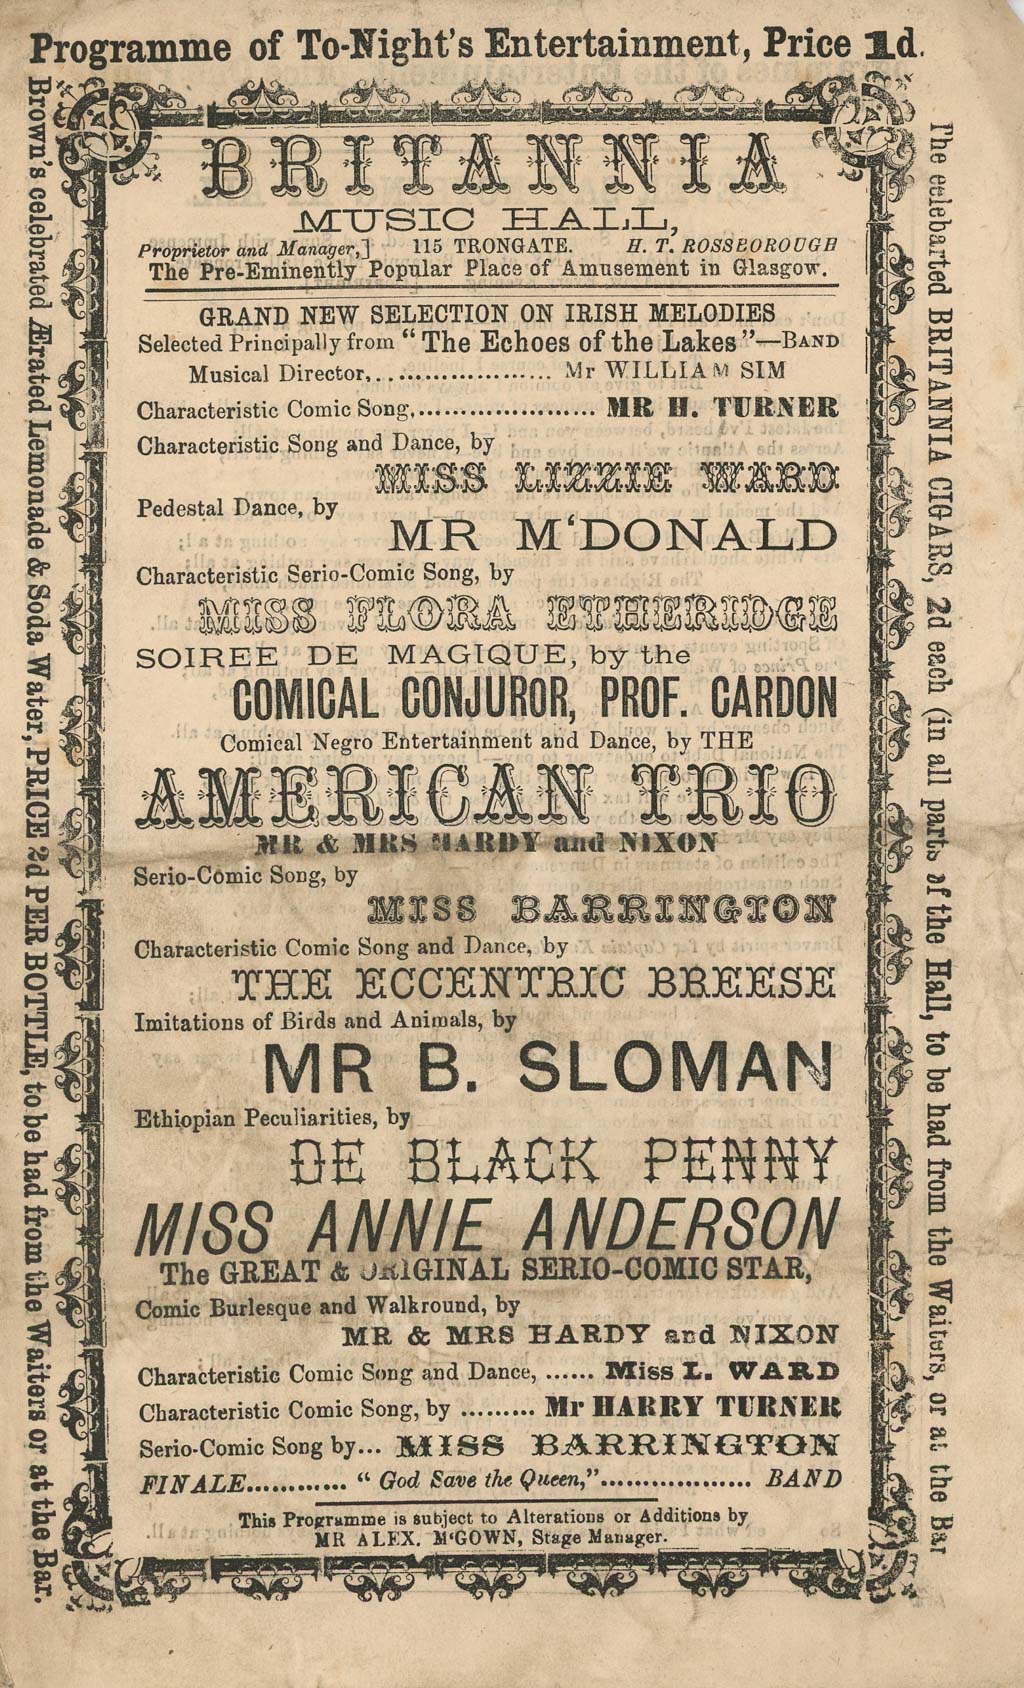 Programme of To-Night's Entertainment, Price 1d.
Brown's celebrated Ærated Lemonade & Soda Water, PRICE 2d PER BOTTLE, to be had from the Waiters or at the Bar.
BRITANNIA
MUSIC HALL,
Proprietor and Manager,] 115 TRONGATE. H. T. ROSSBOROUGH
The Pre-Eminently Popular Place of Amusement in Glasgow.
GRAND NEW SELECTION ON IRISH MELODIES
Selected Principally from "The Echoes of the Lakes"—BAND
Musical Director,..................... Mr WILLIAM SIM
Characteristic Comic Song,...................... MR H. TURNER
Characteristic Song and Dance, by
MISS LIZZIE WARD
Pedestal Dance, by
MR M'DONALD
Characteristic Serio-Comic Song, by
MISS FLORA ETHERIDGE
SOIREE DE MAGIQUE, by the
COMICAL CONJUROR, PROF. CARDON
Comical Negro Entertainment and Dance, by THE
AMERICAN TRIO
MR & MRS HARDY and NIXON
Serio-Comic Song, by
MISS BARRINGTON
Characteristic Comic Song and Dance, by
THE ECCENTRIC BREESE
Imitations of Birds and Animals, by
MR B. SLOMAN
Ethiopian Peculiarities, by
DE BLACK PENNY
MISS ANNIE ANDERSON
The GREAT & ORIGINAL SERIO-COMIC STAR,
Comic Burlesque and Walkround, by
MR & MRS HARDY and NIXON
Characteristic Comic Song and Dance, ...... Miss L. WARD
Characteristic Comic Song, by ......... Mr HARRY TURNER
Serio-Comic Song by... MISS BARRINGTON
FINALE............ "God Save the Queen,".................. BAND
This Programme is subject to Alterations or Additions by
MR ALEX. M'GOWN, Stage Manager.
The celebarted BRITANNIA CIGARS, 2d each (in all parts of the Hall, to be had from the Waiters, or at the Bar